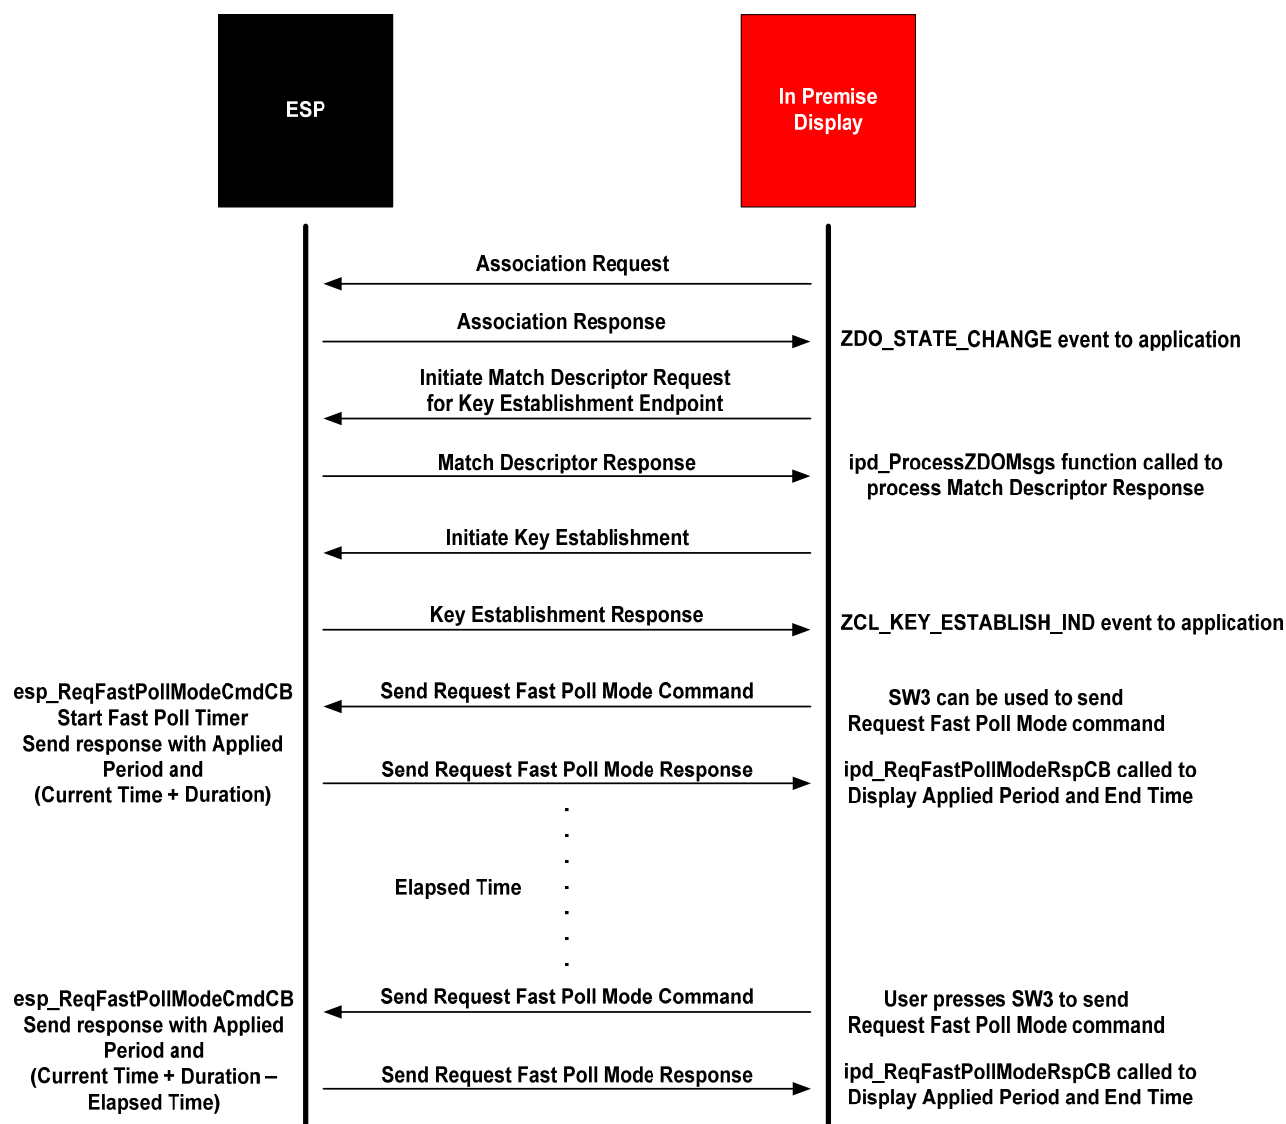 ESP
In Premise
Display
Association Request
Association Response
ZDO_STATE_CHANGE event to application
Initiate Match Descriptor Request
for Key Establishment Endpoint
Match Descriptor Response
ipd_ProcessZDOMsgs function called to
process Match Descriptor Response
Initiate Key Establishment
Key Establishment Response
ZCL_KEY_ESTABLISH_IND event to application
esp_ReqFastPollModeCmdCB
Start Fast Poll Timer
Send response with Applied
Period and
(Current Time + Duration)
Send Request Fast Poll Mode Command
SW3 can be used to send
Request Fast Poll Mode command
Send Request Fast Poll Mode Response
ipd_ReqFastPollModeRspCB called to
Display Applied Period and End Time
Elapsed Time
esp_ReqFastPollModeCmdCB
Send response with Applied
Period and
(Current Time + Duration –
Elapsed Time)
Send Request Fast Poll Mode Command
User presses SW3 to send
Request Fast Poll Mode command
Send Request Fast Poll Mode Response
ipd_ReqFastPollModeRspCB called to
Display Applied Period and End Time